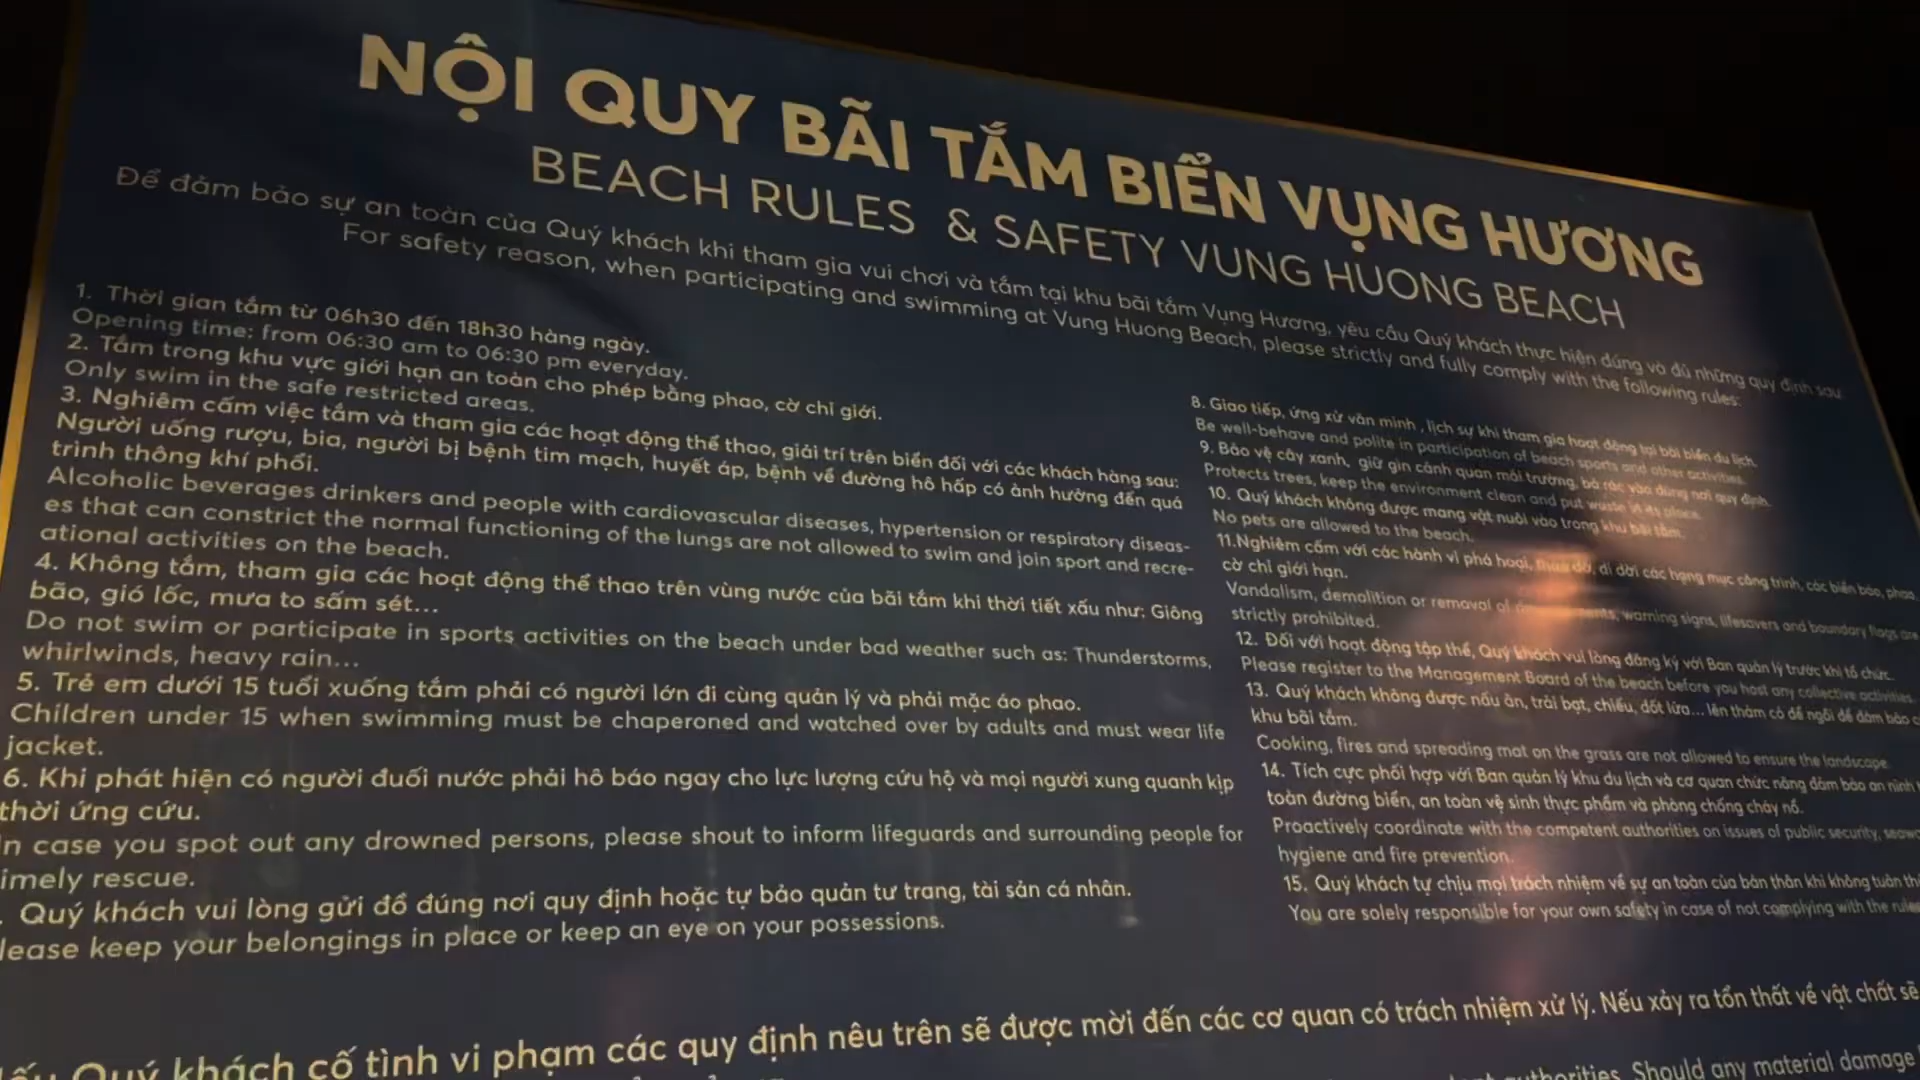 NỘI QUY BÃI TẮM BIỂN VỤNG HƯƠNG
BEACH RULES & SAFETY VUNG HUONG BEACH
Để đảm bảo sự an toàn của Quý khách khi tham gia vui chơi và tắm tại khu bãi tắm Vụng Hương, yêu cầu Quý khách thực hiện đúng và đủ những quy định sau:
For safety reason, when participating and swimming at Vung Huong Beach, please strictly and fully comply with the following rules:
1. Thời gian tắm từ 06h30 đến 18h30 hàng ngày.
Opening time: from 06:30 am to 06:30 pm everyday.
2. Tắm trong khu vực giới hạn an toàn cho phép bằng phao, cờ chỉ giới.
Only swim in the safe restricted areas.
3. Nghiêm cấm việc tắm và tham gia các hoạt động thể thao, giải trí trên biển đối với các khách hàng sau:
Người uống rượu, bia, người bị bệnh tim mạch, huyết áp, bệnh về đường hô hấp có ảnh hưởng đến quá
trình thông khí phổi.
Alcoholic beverages drinkers and people with cardiovascular diseases, hypertension or respiratory diseas-
es that can constrict the normal functioning of the lungs are not allowed to swim and join sport and recre-
ational activities on the beach.
4. Không tắm, tham gia các hoạt động thể thao trên vùng nước của bãi tắm khi thời tiết xấu như: Giông
bão, gió lốc, mưa to sấm sét...
Do not swim or participate in sports activities on the beach under bad weather such as: Thunderstorms,
whirlwinds, heavy rain...
5. Trẻ em dưới 15 tuổi xuống tắm phải có người lớn đi cùng quản lý và phải mặc áo phao.
Children under 15 when swimming must be chaperoned and watched over by adults and must wear life
jacket.
6. Khi phát hiện có người đuối nước phải hô báo ngay cho lực lượng cứu hộ và mọi người xung quanh kịp
thời ứng cứu.
In case you spot out any drowned persons, please shout to inform lifeguards and surrounding people for
imely rescue.
. Quý khách vui lòng gửi đồ đúng nơi quy định hoặc tự bảo quản tư trang, tài sản cá nhân.
lease keep your belongings in place or keep an eye on your possessions.
8. Giao tiếp, ứng xử văn minh , lịch sự khi tham gia hoạt động tại bãi biển du lịch.
Be well-behave and polite in participation of beach sports and other activities.
9. Bảo vệ cây xanh, giữ gìn cảnh quan môi trường, bỏ rác vào đúng nơi quy định.
Protects trees, keep the environment clean and put waste in its place.
10. Quý khách không được mang vật nuôi vào trong khu bãi tắm.
No pets are allowed to the beach.
11.Nghiêm cấm với các hành vi phá hoại, tháo dỡ, di dời các hạng mục công trình, các biển báo, phao,
cờ chỉ giới hạn.
Vandalism, demolition or removal of warning signs, lifesavers and boundary flags are
strictly prohibited.
12. Đối với hoạt động tập thể, Quý khách vui lòng đăng ký với Ban quản lý trước khi tổ chức.
Please register to the Management Board of the beach before you host any collective activities.
13. Quý khách không được nấu ăn, trải bạt, chiếu, đốt lửa... lên thảm cỏ để ngồi để đảm bảo
khu bãi tắm.
Cooking, fires and spreading mat on the grass are not allowed to ensure the landscape.
14. Tích cực phối hợp với Ban quản lý khu du lịch và cơ quan chức năng đảm bảo an ninh
toàn đường biển, an toàn vệ sinh thực phẩm và phòng chống cháy nổ.
Proactively coordinate with the competent authorities on issues of public security,
hygiene and fire prevention.
15. Quý khách tự chịu mọi trách nhiệm về sự an toàn của bản thân khi không tuân
You are solely responsible for your own safety in case of not complying with the rules
Quý khách cố tình vi phạm các quy định nêu trên sẽ được mời đến các cơ quan có trách nhiệm xử lý. Nếu xảy ra tổn thất về vật chất sẽ
authorities. Should any material damage